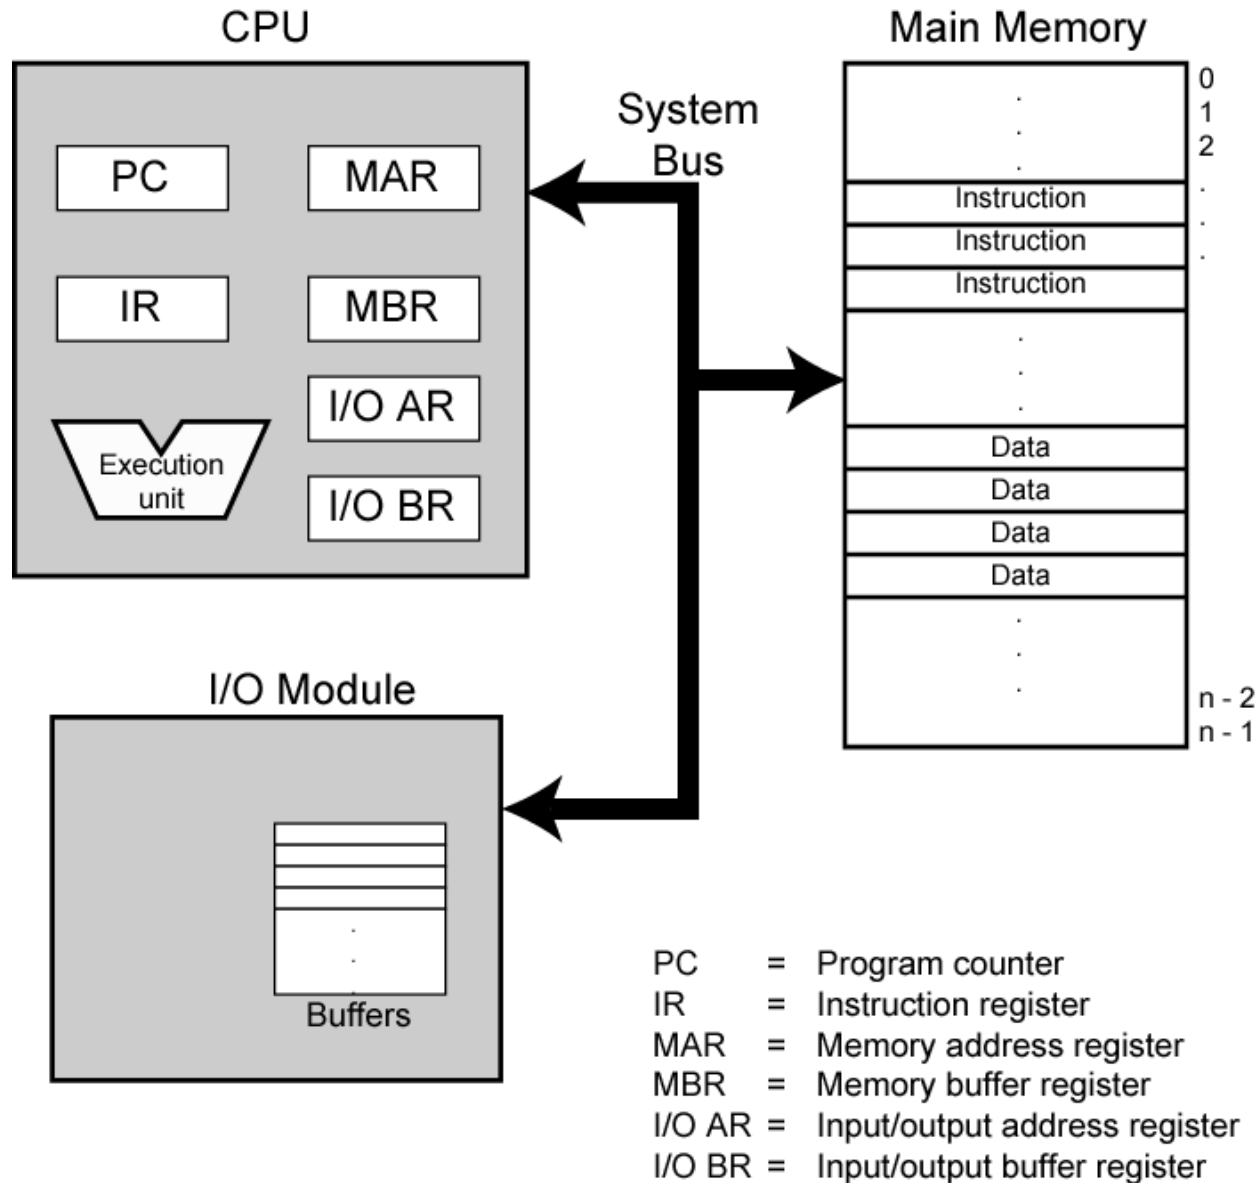 CPU
PC
MAR
IR
MBR
I/O AR
I/O BR
Execution
unit
System
Bus
Main Memory
0
1
2
.
.
.
.
.
.
Instruction
Instruction
Instruction
.
.
.
Data
Data
Data
Data
.
.
.
n - 2
n - 1
I/O Module
.
.
.
Buffers
PC = Program counter
IR = Instruction register
MAR = Memory address register
MBR = Memory buffer register
I/O AR = Input/output address register
I/O BR = Input/output buffer register